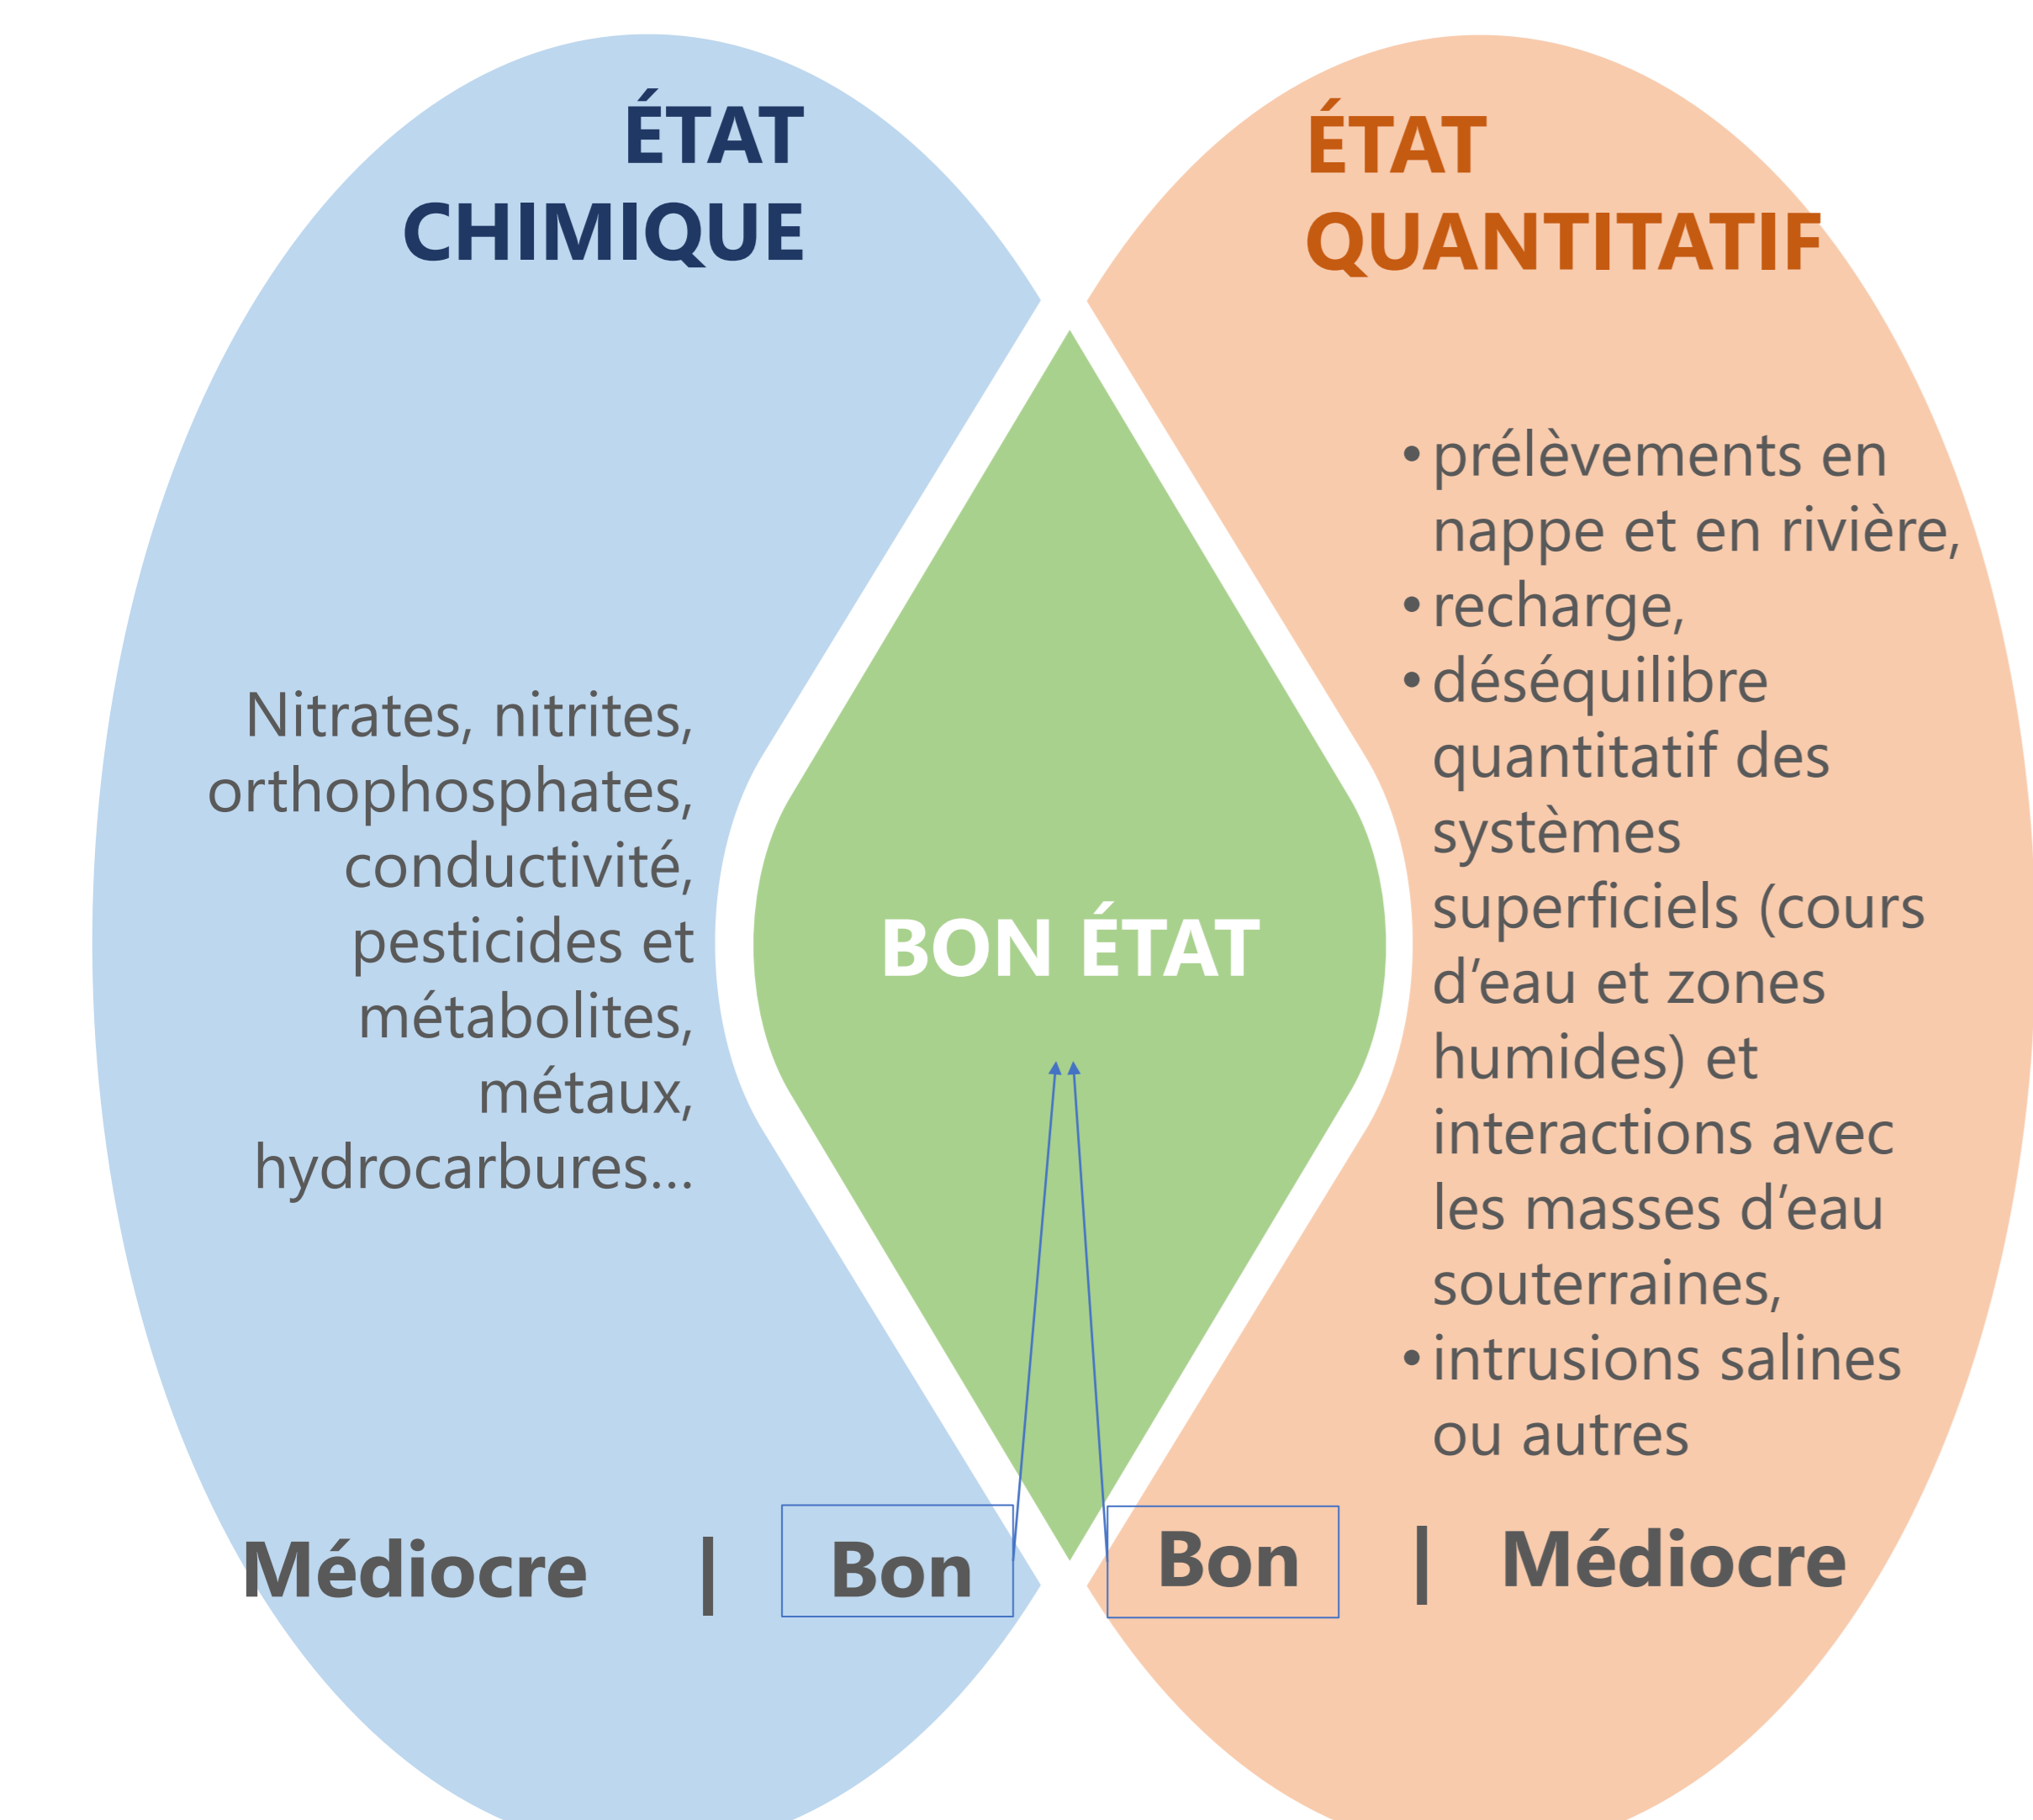 ÉTAT
CHIMIQUE
Nitrates, nitrites,
orthophosphates,
conductivité,
pesticides et
métabolites,
métaux,
hydrocarbures...
Médiocre | Bon
BON ÉTAT
ÉTAT
QUANTITATIF
• prélèvements en
nappe et en rivière,
• recharge,
• déséquilibre
quantitatif des
systèmes
superficiels (cours
d’eau et zones
humides) et
interactions avec
les masses d’eau
souterraines,
• intrusions salines
ou autres
Bon | Médiocre